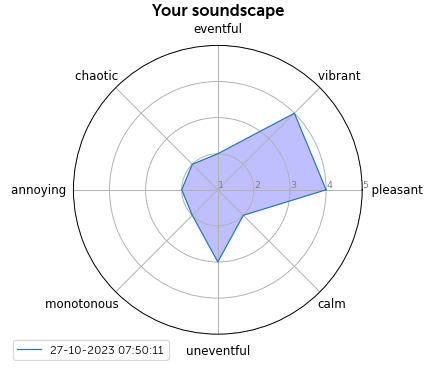 Your soundscape
eventful
chaotic
vibrant
annoying
1 2 3 4 5
pleasant
monotonous
calm
uneventful
27-10-2023 07:50:11